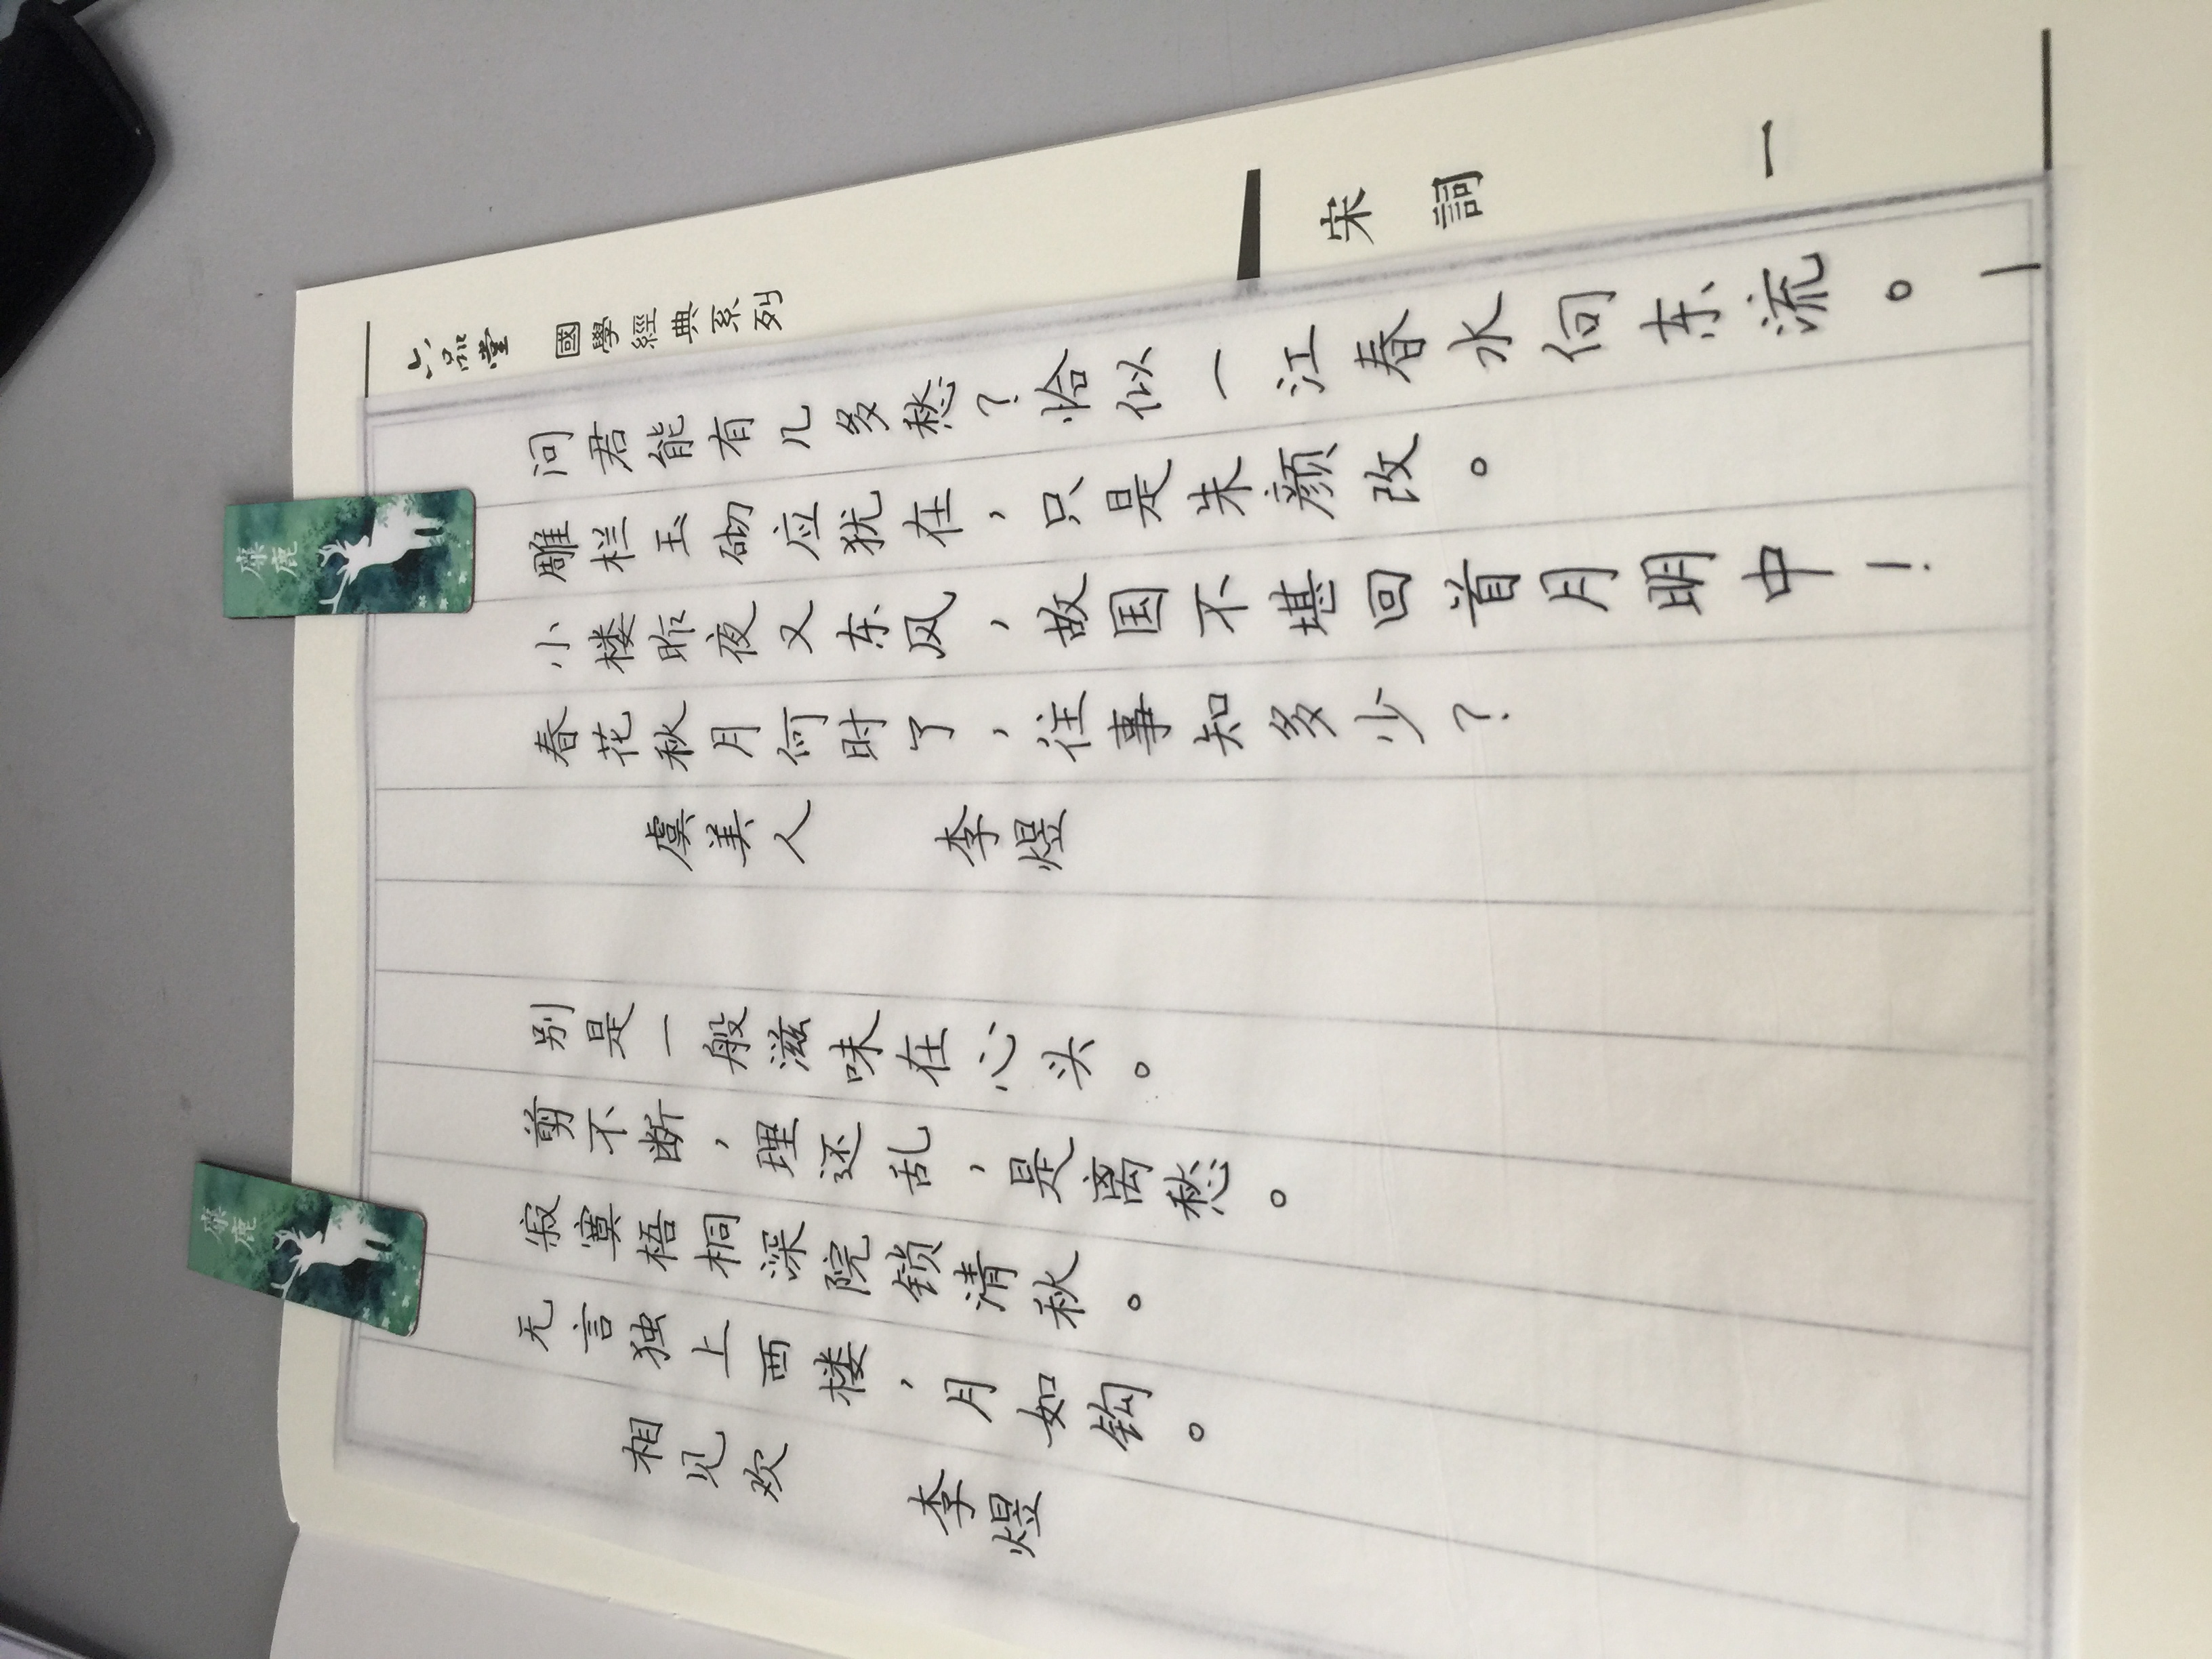 麋鹿
麋鹿
相见欢 李煜
无言独上西楼，月如钩。
寂寞梧桐深院锁清秋。
剪不断，理还乱，是离愁。
别是一般滋味在心头。
虞美人 李煜
春花秋月何时了，往事知多少？
小楼昨夜又东风，故国不堪回首月明中！
雕栏玉砌应犹在，只是朱颜改。
问君能有几多愁？恰似一江春水向东流。
六品堂 國學經典系列 宋詞 一